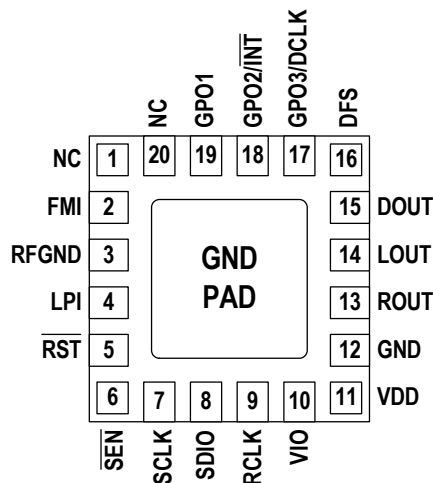 NC
GPO1
GPO2/INT
GPO3/DCLK
DFS
NC 1 20 19 18 17 16
FMI 2 15 DOUT
RFGND 3 14 LOUT
GND
PAD
LPI 4 13 ROUT
RST 5 12 GND
6 7 8 9 10 11 VDD
SEN
SCLK
SDIO
RCLK
VIO